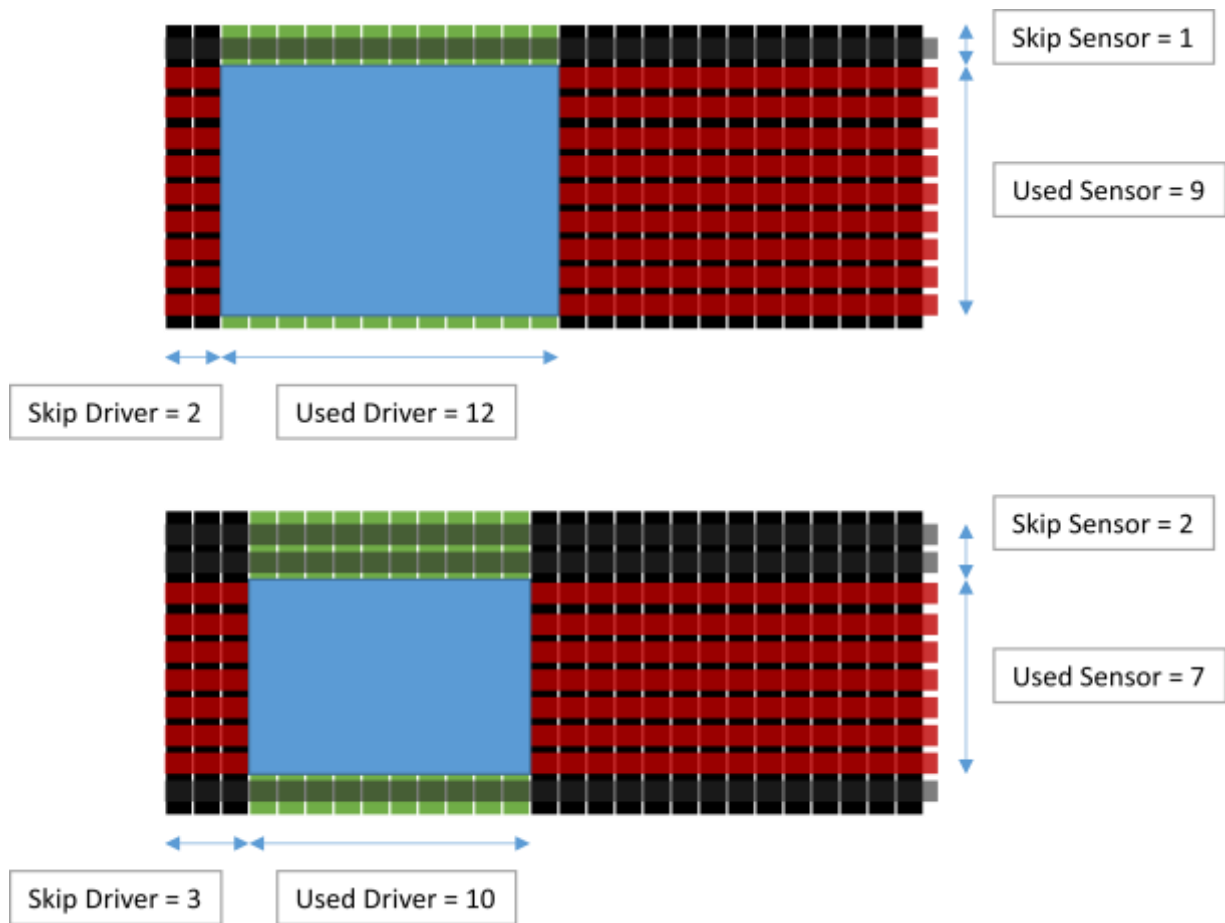 Skip Sensor = 1
Used Sensor = 9
Skip Driver = 2
Used Driver = 12
Skip Sensor = 2
Used Sensor = 7
Skip Driver = 3
Used Driver = 10